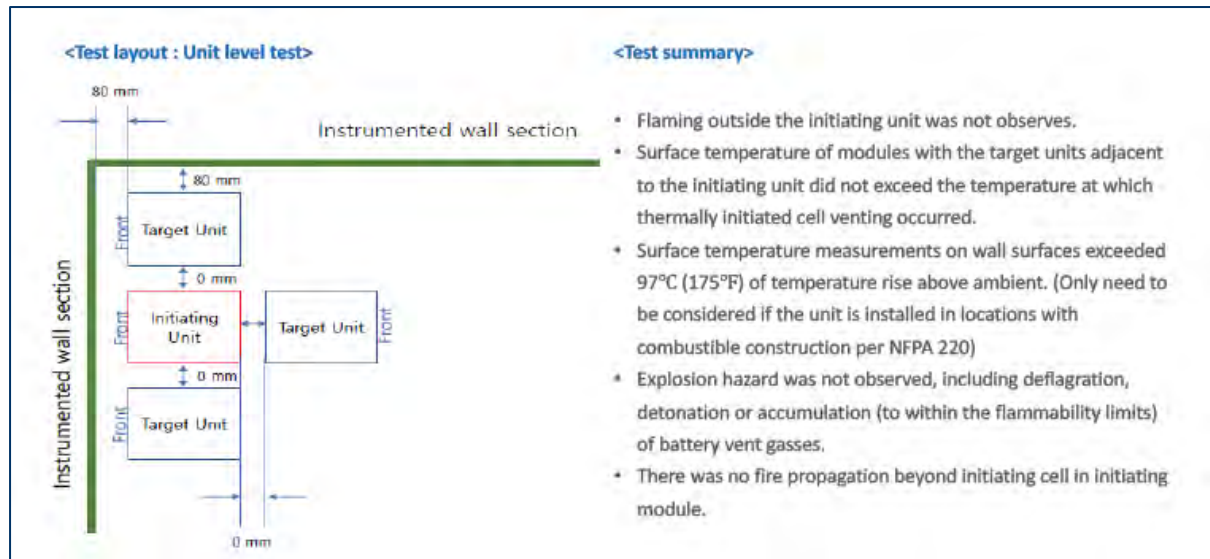 <Test layout : Unit level test>
80 mm
Instrumented wall section
80 mm
Front
Target Unit
0 mm
Front
Initiating
Unit
Target Unit
Front
0 mm
Front
Target Unit
Instrumented wall section
0 mm
<Test summary>
• Flaming outside the initiating unit was not observes.
• Surface temperature of modules with the target units adjacent
to the initiating unit did not exceed the temperature at which
thermally initiated cell venting occurred.
• Surface temperature measurements on wall surfaces exceeded
97°C (175°F) of temperature rise above ambient. (Only need to
be considered if the unit is installed in locations with
combustible construction per NFPA 220)
• Explosion hazard was not observed, including deflagration,
detonation or accumulation (to within the flammability limits)
of battery vent gasses.
• There was no fire propagation beyond initiating cell in initiating
module.